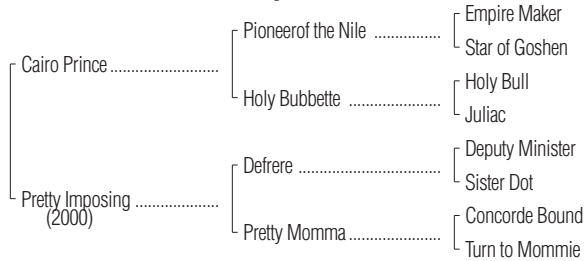 Empire Maker
Pioneerof the Nile ................
Star of Goshen
Cairo Prince ..........................
Holy Bull
Holy Bubbette ......................
Juliac
Deputy Minister
Defrere ..................................
Sister Dot
Pretty Imposing ....................
(2000)
Concorde Bound
Pretty Momma ......................
Turn to Mommie